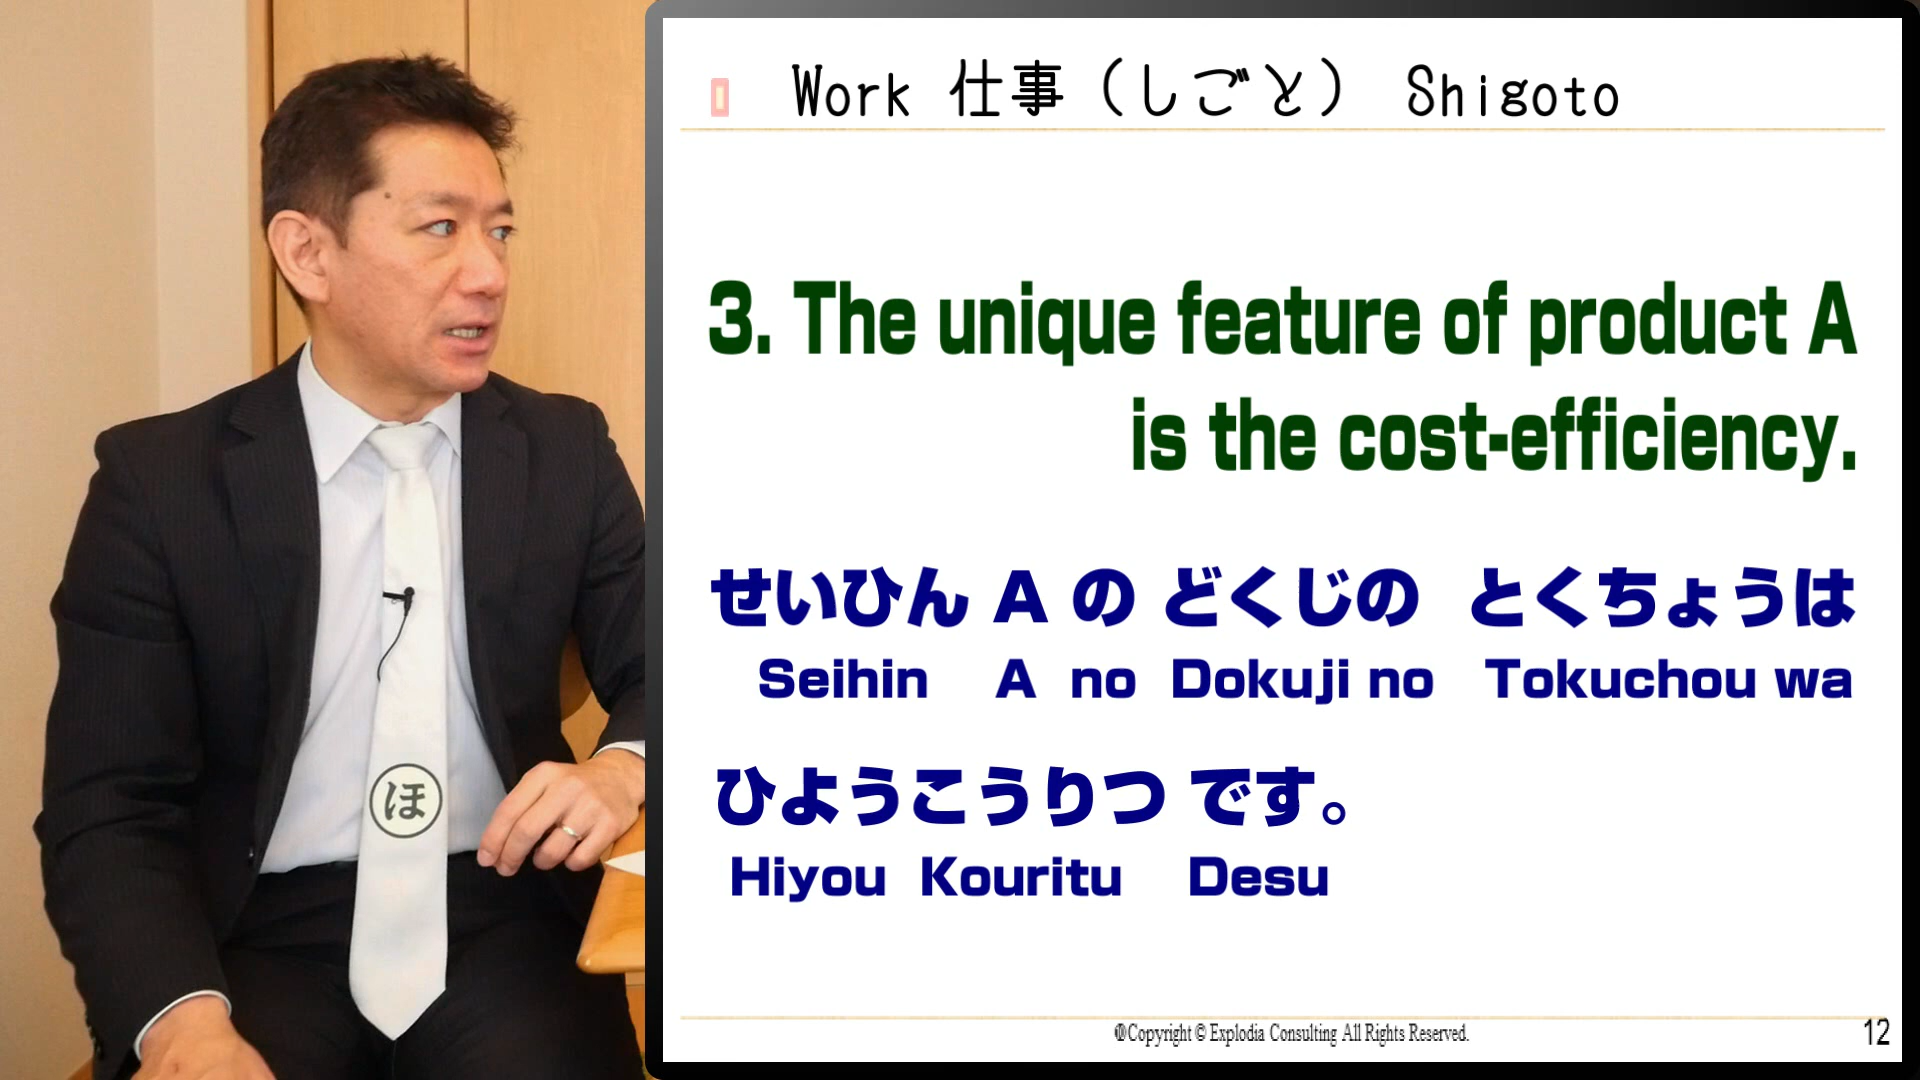 Work 仕事（しごと） Shigoto
3. The unique feature of product A
is the cost-efficiency.
せいひん A の どくじの とくちょうは
Seihin A no Dokuji no Tokuchou wa
ひようこうりつ です。
Hiyou Kouritu Desu
ほ
Copyright © Explodia Consulting All Rights Reserved.
12